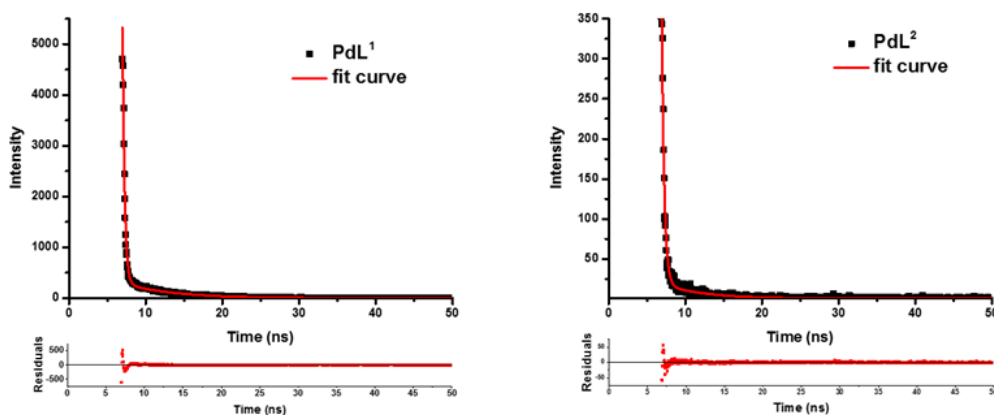 PdL¹
fit curve
Intensity
5000
4000
3000
2000
1000
0
0 10 20 30 40 50
Time (ns)
Residuals
500
0
-500
0 5 10 15 20 25 30 35 40 45 50
Time (ns)
PdL²
fit curve
Intensity
350
300
250
200
150
100
50
0
0 10 20 30 40 50
Time (ns)
Residuals
50
0
-50
0 5 10 15 20 25 30 35 40 45 50
Time (ns)